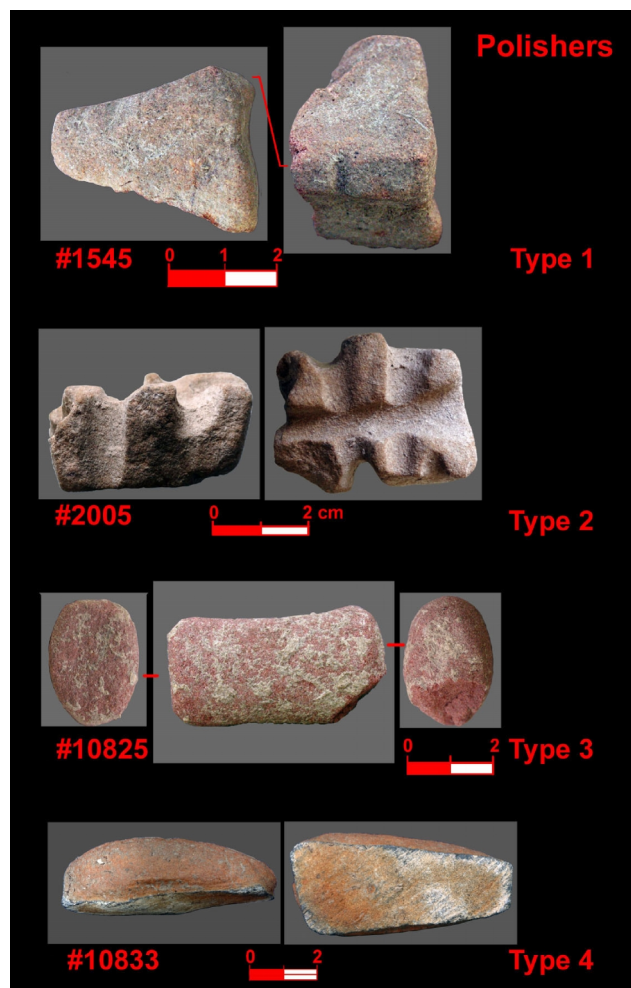 Polishers
#1545
0 1 2
Type 1
#2005
0 2 cm
Type 2
#10825
0 2
Type 3
#10833
0 2
Type 4